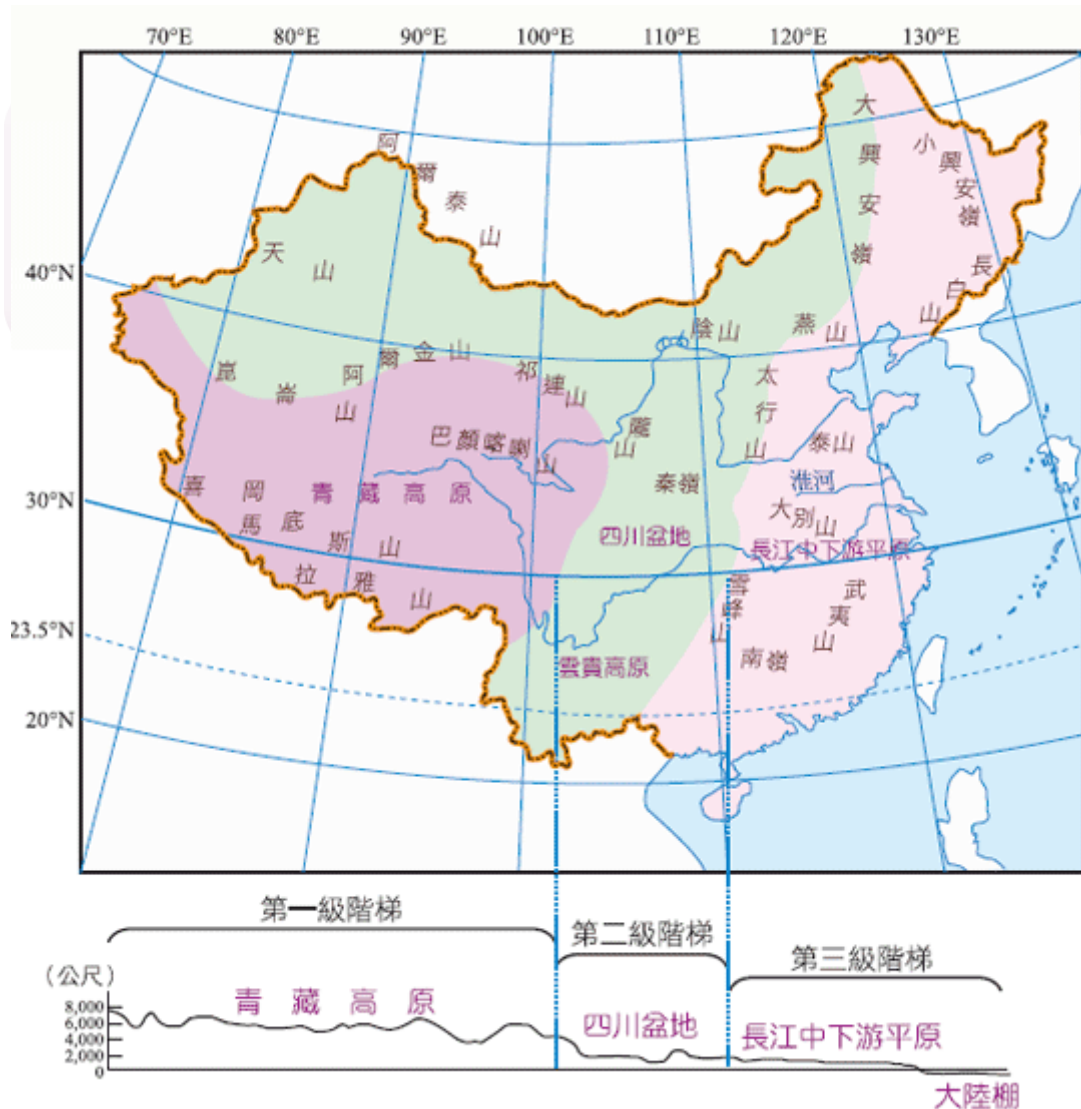 70°E 80°E 90°E 100°E 110°E 120°E 130°E
40°N
30°N
23.5°N
20°N
大興安嶺
小興安嶺
長白山
阿爾泰山
天山
陰山
燕山
崑崙山
阿爾金山
祁連山
太行山
隴山
泰山
巴顏喀喇山
秦嶺
淮河
青藏高原
岡底斯山
喜馬拉雅山
大別山
四川盆地
長江中下游平原
雪峰山
武夷山
南嶺
雲貴高原
第一級階梯
第二級階梯
第三級階梯
(公尺)
8,000
6,000
4,000
2,000
0
青藏高原
四川盆地
長江中下游平原
大陸棚